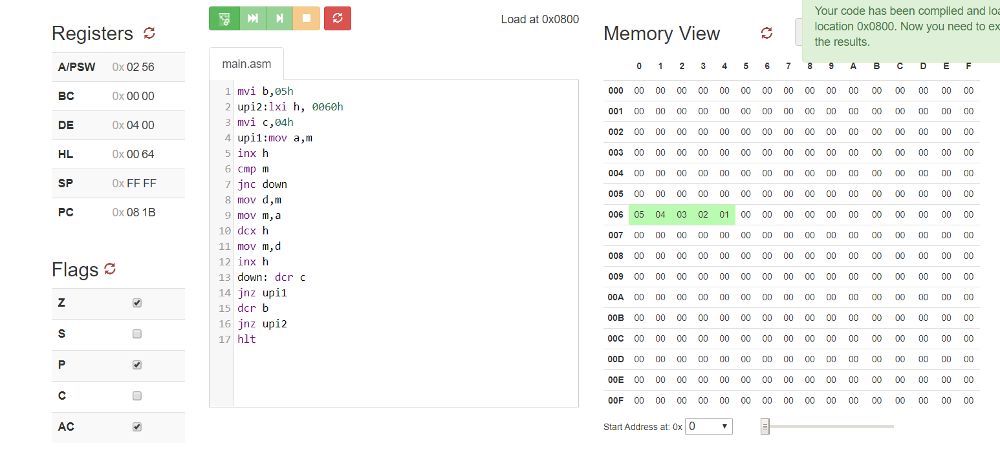 Registers
A/PSW 0x 02 56
BC 0x 00 00
DE 0x 04 00
HL 0x 00 64
SP 0x FF FF
PC 0x 08 1B
Flags
Z
S
P
C
AC
Load at 0x0800
main.asm
1 mvi b,05h
2 upi2:lxi h, 0060h
3 mvi c,04h
4 upi1:mov a,m
5 inx h
6 cmp m
7 jnc down
8 mov d,m
9 mov m,a
10 dcx h
11 mov m,d
12 inx h
13 down: dcr c
14 jnz upi1
15 dcr b
16 jnz upi2
17 hlt
Memory View
Your code has been compiled and loa
location 0x0800. Now you need to ex
the results.
0 1 2 3 4 5 6 7 8 9 A B C D E F
000 00 00 00 00 00 00 00 00 00 00 00 00 00 00 00 00
001 00 00 00 00 00 00 00 00 00 00 00 00 00 00 00 00
002 00 00 00 00 00 00 00 00 00 00 00 00 00 00 00 00
003 00 00 00 00 00 00 00 00 00 00 00 00 00 00 00 00
004 00 00 00 00 00 00 00 00 00 00 00 00 00 00 00 00
005 00 00 00 00 00 00 00 00 00 00 00 00 00 00 00 00
006 05 04 03 02 01 00 00 00 00 00 00 00 00 00 00 00
007 00 00 00 00 00 00 00 00 00 00 00 00 00 00 00 00
008 00 00 00 00 00 00 00 00 00 00 00 00 00 00 00 00
009 00 00 00 00 00 00 00 00 00 00 00 00 00 00 00 00
00A 00 00 00 00 00 00 00 00 00 00 00 00 00 00 00 00
00B 00 00 00 00 00 00 00 00 00 00 00 00 00 00 00 00
00C 00 00 00 00 00 00 00 00 00 00 00 00 00 00 00 00
00D 00 00 00 00 00 00 00 00 00 00 00 00 00 00 00 00
00E 00 00 00 00 00 00 00 00 00 00 00 00 00 00 00 00
00F 00 00 00 00 00 00 00 00 00 00 00 00 00 00 00 00
Start Address at: 0x 0